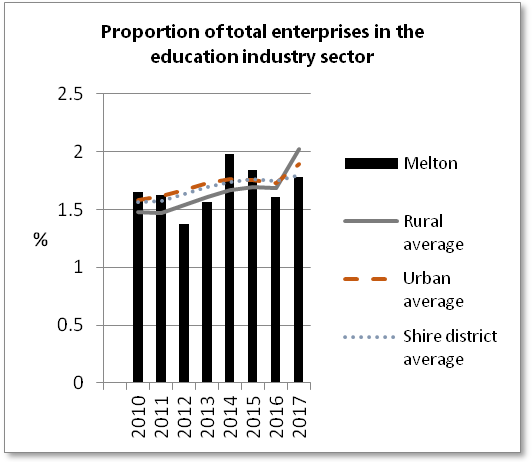 Proportion of total enterprises in the
education industry sector
2.5
2
1.5
1
0.5
0
%
2010
2011
2012
2013
2014
2015
2016
2017
Melton
Rural
average
Urban
average
Shire district
average